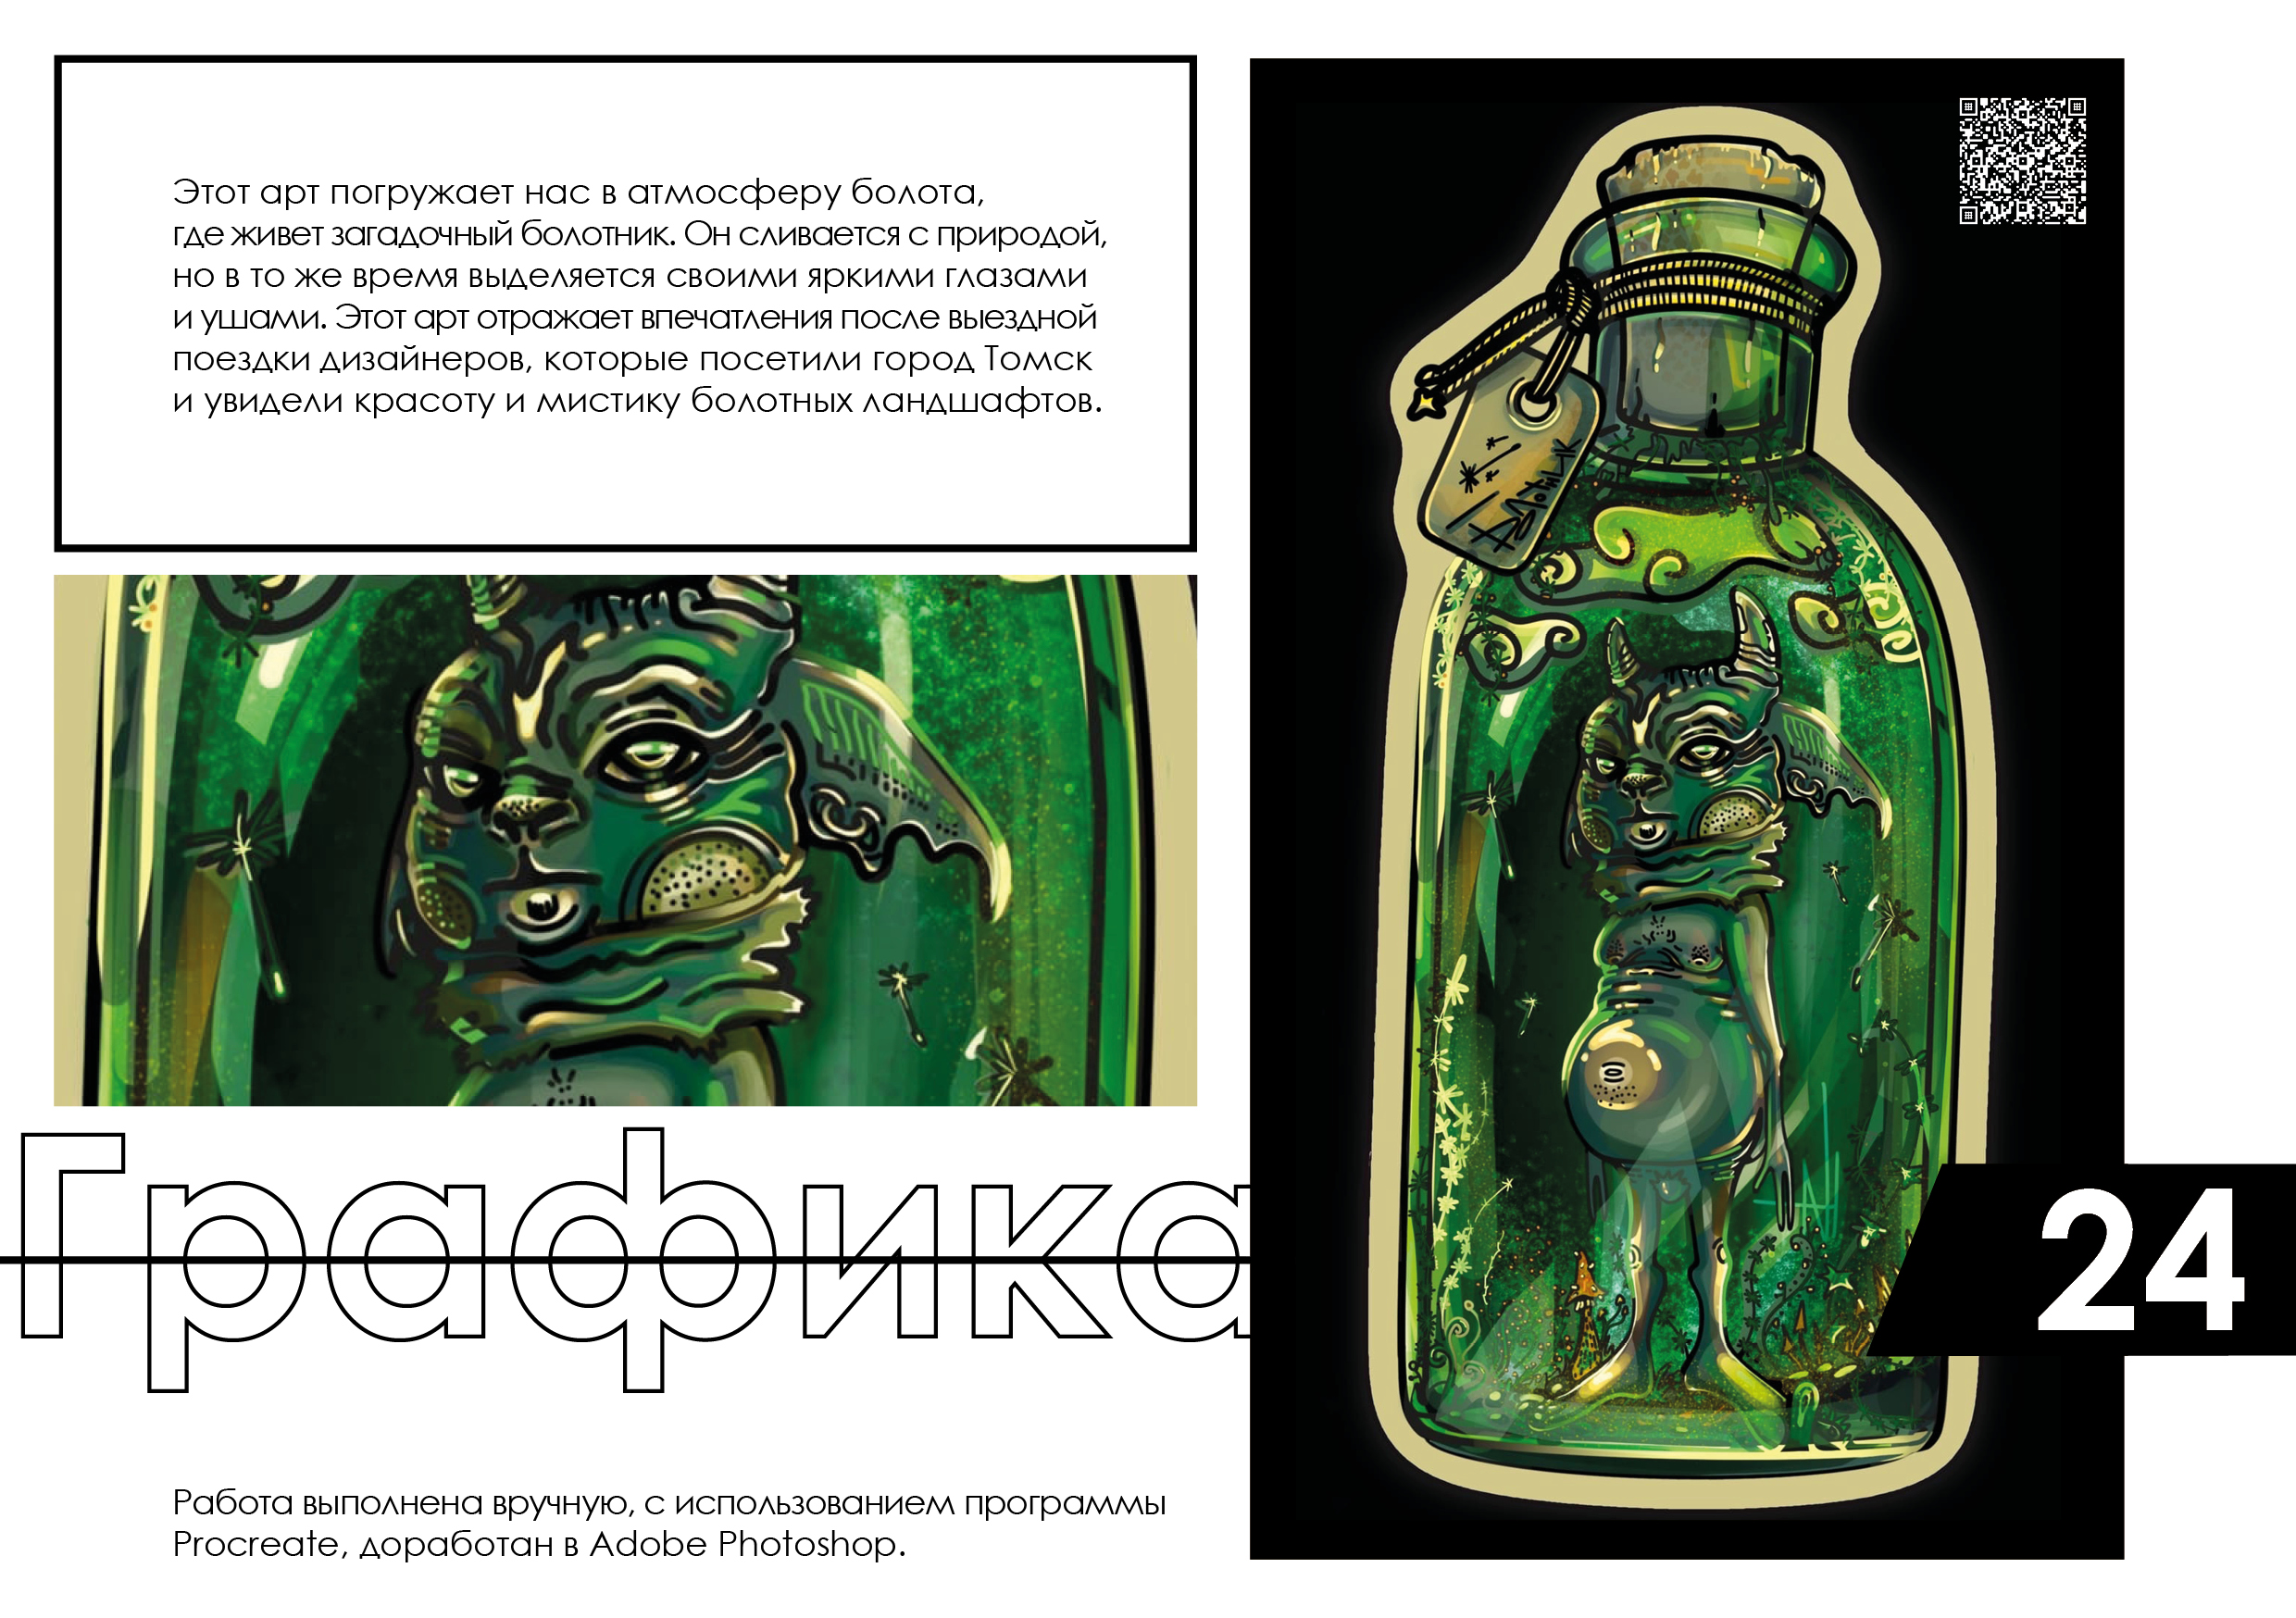 Этот арт погружает нас в атмосферу болота,
где живет загадочный болотник. Он сливается с природой,
но в то же время выделяется своими яркими глазами
и ушами. Этот арт отражает впечатления после выездной
поездки дизайнеров, которые посетили город Томск
и увидели красоту и мистику болотных ландшафтов.
Графика
24
Работа выполнена вручную, с использованием программы
Procreate, доработан в Adobe Photoshop.